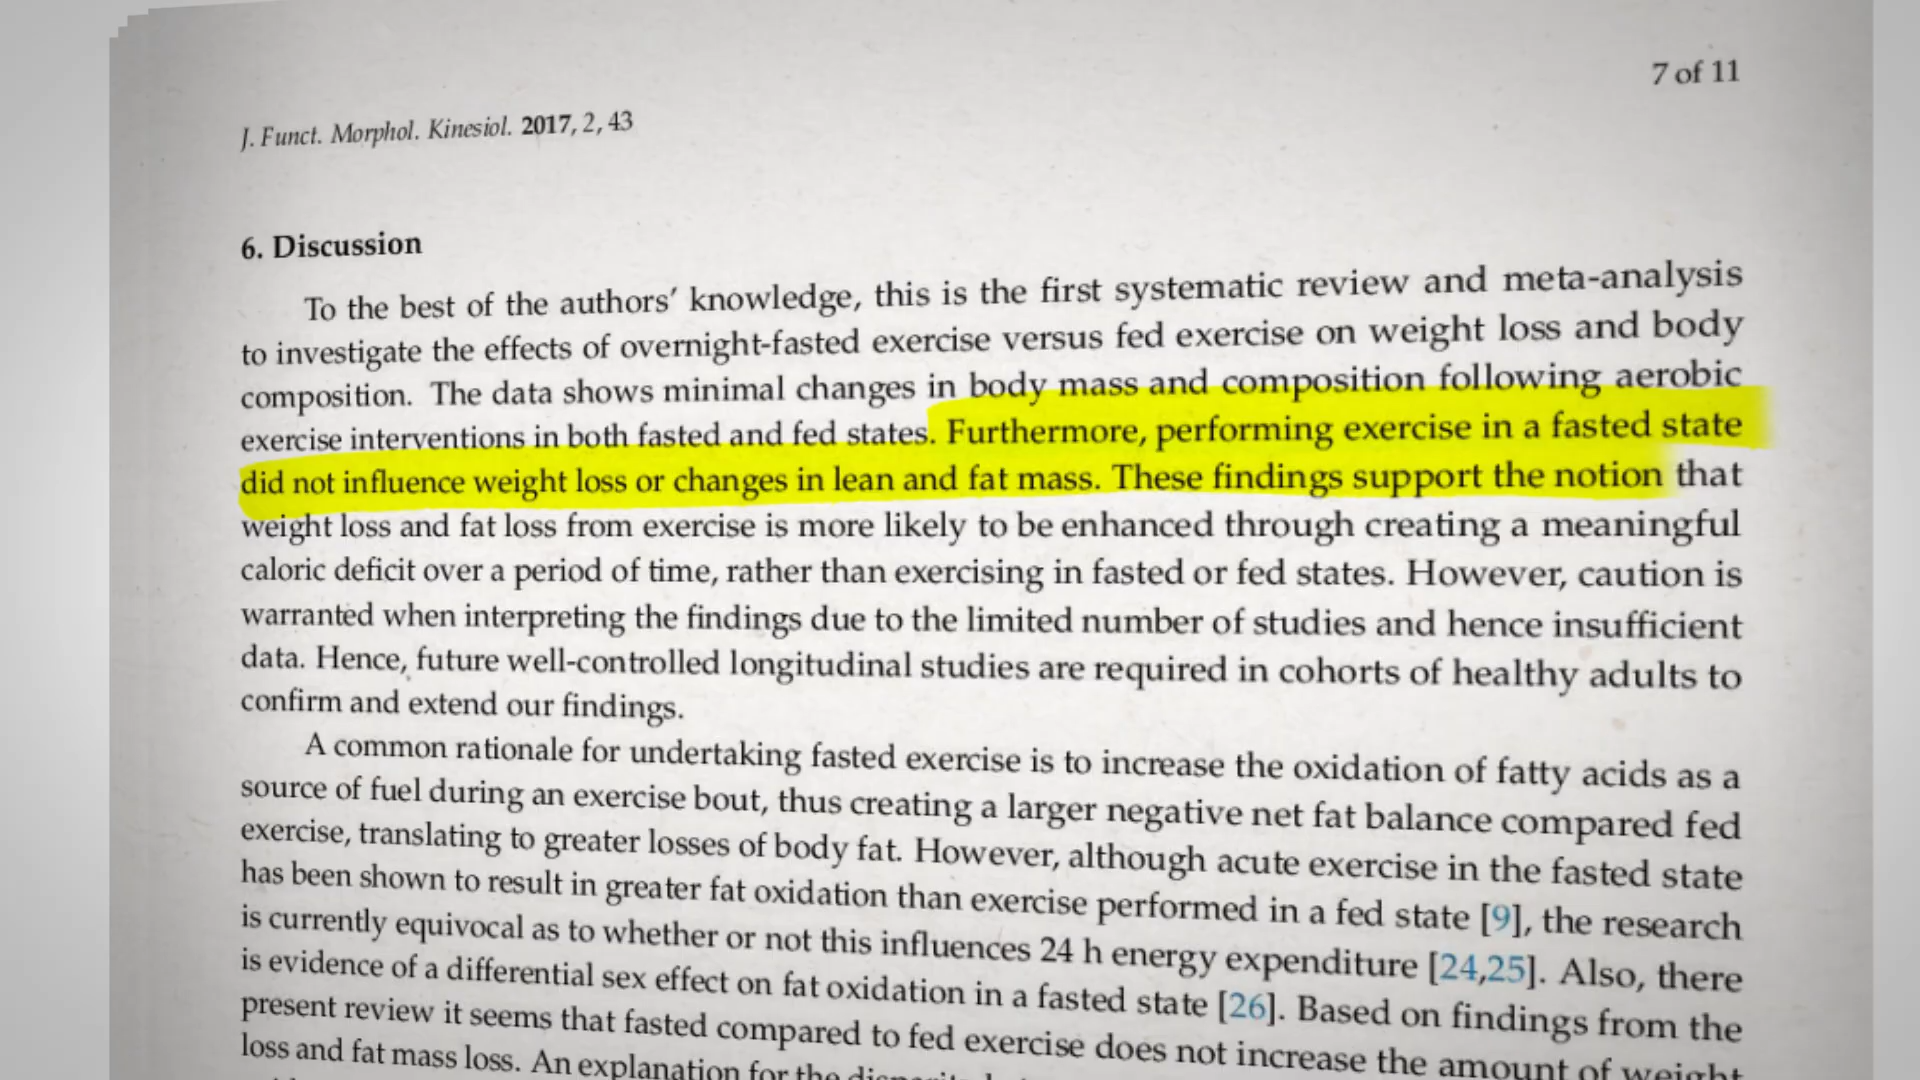 7 of 11
J. Funct. Morphol. Kinesiol. 2017, 2, 43
6. Discussion
To the best of the authors' knowledge, this is the first systematic review and meta-analysis
to investigate the effects of overnight-fasted exercise versus fed exercise on weight loss and body
composition. The data shows minimal changes in body mass and composition following aerobic
exercise interventions in both fasted and fed states. Furthermore, performing exercise in a fasted state
did not influence weight loss or changes in lean and fat mass. These findings support the notion that
weight loss and fat loss from exercise is more likely to be enhanced through creating a meaningful
caloric deficit over a period of time, rather than exercising in fasted or fed states. However, caution is
warranted when interpreting the findings due to the limited number of studies and hence insufficient
data. Hence, future well-controlled longitudinal studies are required in cohorts of healthy adults to
confirm and extend our findings.
A common rationale for undertaking fasted exercise is to increase the oxidation of fatty acids as a
source of fuel during an exercise bout, thus creating a larger negative net fat balance compared fed
exercise, translating to greater losses of body fat. However, although acute exercise in the fasted state
has been shown to result in greater fat oxidation than exercise performed in a fed state [9], the research
is currently equivocal as to whether or not this influences 24 h energy expenditure [24,25]. Also, there
is evidence of a differential sex effect on fat oxidation in a fasted state [26]. Based on findings from the
present review it seems that fasted compared to fed exercise does not increase the amount of weight
loss and fat mass loss. An explanation for the